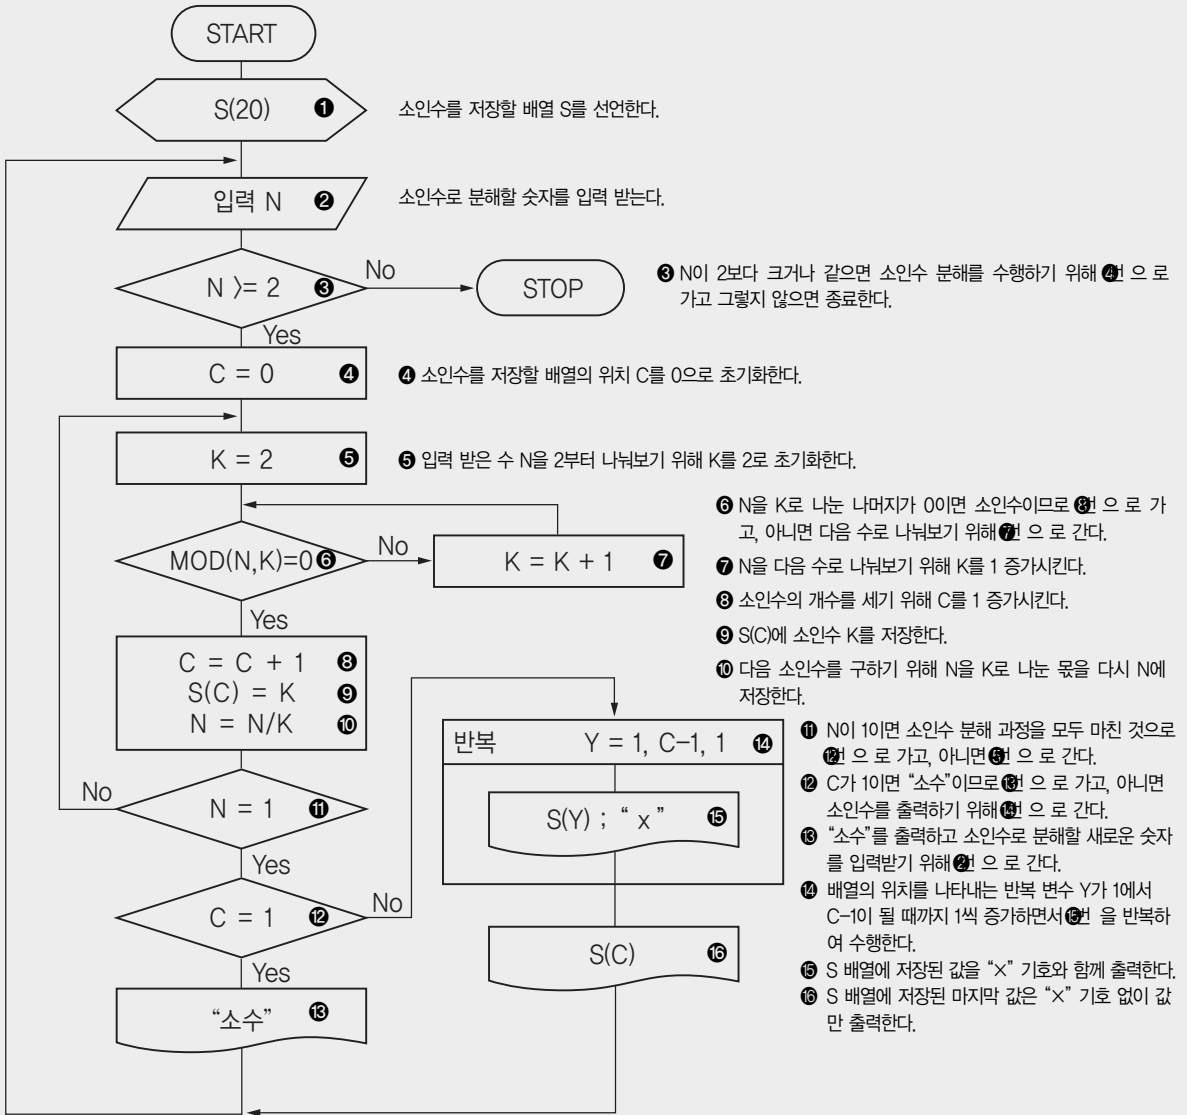 START
S(20) ❶
소인수를 저장할 배열 S를 선언한다.
입력 N ❷
소인수로 분해할 숫자를 입력 받는다.
N >= 2 ❸
No
STOP
❸ N이 2보다 크거나 같으면 소인수 분해를 수행하기 위해 ❹번 으 로
가고 그렇지 않으면 종료한다.
Yes
C = 0 ❹
❹ 소인수를 저장할 배열의 위치 C를 0으로 초기화한다.
K = 2 ❺
❺ 입력 받은 수 N을 2부터 나눠보기 위해 K를 2로 초기화한다.
MOD(N,K)=0 ❻
No
K = K + 1 ❼
❻ N을 K로 나눈 나머지가 0이면 소인수이므로 ❽번 으 로 가
고, 아니면 다음 수로 나눠보기 위해 ❼번 으 로 간다.
❼ N을 다음 수로 나눠보기 위해 K를 1 증가시킨다.
❽ 소인수의 개수를 세기 위해 C를 1 증가시킨다.
❾ S(C)에 소인수 K를 저장한다.
❿ 다음 소인수를 구하기 위해 N을 K로 나눈 몫을 다시 N에
저장한다.
Yes
C = C + 1 ❽
S(C) = K ❾
N = N/K ❿
No
N = 1 ⓫
Yes
C = 1 ⓬
No
Yes
“소수” ⓭
반복 Y = 1, C-1, 1 ⓮
S(Y) ; “ x ” ⓯
S(C) ⓰
⓫ N이 1이면 소인수 분해 과정을 모두 마친 것으로
⓬번 으 로 가고, 아니면 ❺번 으 로 간다.
⓬ C가 1이면 “소수”이므로 ⓭번 으 로 가고, 아니면
소인수를 출력하기 위해 ⓮번 으 로 간다.
⓭ “소수”를 출력하고 소인수로 분해할 새로운 숫자
를 입력받기 위해 ❷번 으 로 간다.
⓮ 배열의 위치를 나타내는 반복 변수 Y가 1에서
C-1이 될 때까지 1씩 증가하면서 ⓯번 을 반복하
여 수행한다.
⓯ S 배열에 저장된 값을 “×” 기호와 함께 출력한다.
⓰ S 배열에 저장된 마지막 값은 “×” 기호 없이 값
만 출력한다.